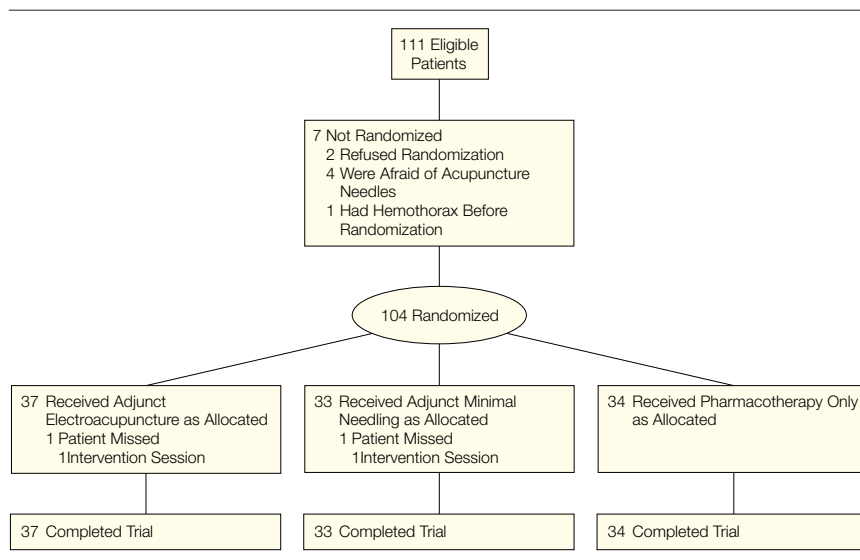 111 Eligible
Patients
7 Not Randomized
2 Refused Randomization
4 Were Afraid of Acupuncture
Needles
1 Had Hemothorax Before
Randomization
104 Randomized
37 Received Adjunct
Electroacupuncture as Allocated
1 Patient Missed
1Intervention Session
33 Received Adjunct Minimal
Needling as Allocated
1 Patient Missed
1Intervention Session
34 Received Pharmacotherapy Only
as Allocated
37 Completed Trial
33 Completed Trial
34 Completed Trial